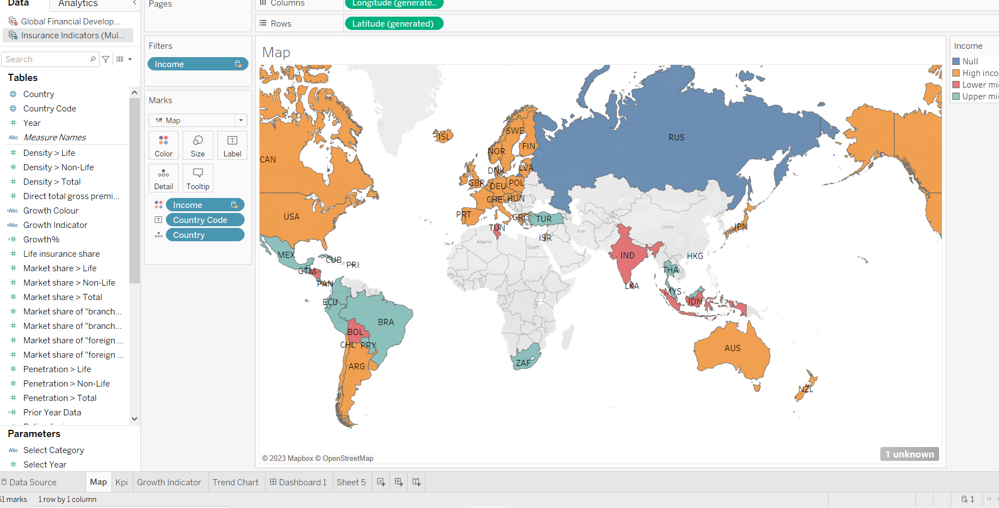 Data
Analytics
Pages
Columns
Longitude (generate..
Rows
Latitude (generated)
Global Financial Develop...
Insurance Indicators (Mul...
Search
Tables
Country
Country Code
Year
Abc Measure Names
Density > Life
Density > Non-Life
Density > Total
Direct total gross premi...
=Abc Growth Colour
=Abc Growth Indicator
Growth%
Life insurance share
Market share > Life
Market share > Non-Life
Market share > Total
Market share of "branch...
Market share of "branch...
Market share of "foreign ...
Market share of "foreign ...
Penetration > Life
Penetration > Non-Life
Penetration > Total
Prior Year Data
Parameters
Abc Select Category
Select Year
Filters
Income
Marks
Map
Color
Size
Label
Detail
Tooltip
Income
Country Code
Country
Map
ISL
SWE
RUS
FIN
NOR
CAN
DNK
LVA
GBR
DEU
POL
CHE
HUN
USA
PRT
GRC
TUR
TUN
ISR
Iran
China
JPN
Algeria
Egypt
MEX
CUB
PRI
IND
HKG
GTM
THA
PAN
LKA
MYS
ECU
IDN
BRA
BOL
CHL
PRY
AUS
ARG
ZAF
NZL
© 2023 Mapbox © OpenStreetMap
1 unknown
Income
Null
High inco
Lower mi
Upper mi
Data Source
Map
Kpi
Growth Indicator
Trend Chart
Dashboard 1
Sheet 5
51 marks
1 row by 1 column
1